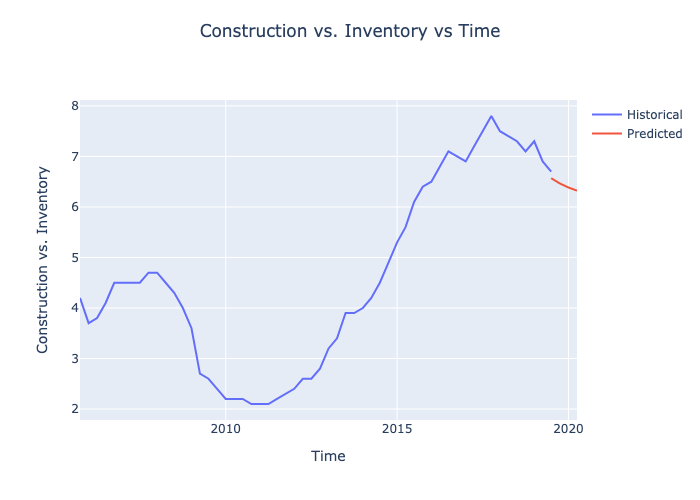 Construction vs. Inventory vs Time
Historical
Predicted
Construction vs. Inventory
8
7
6
5
4
3
2
2010
2015
2020
Time